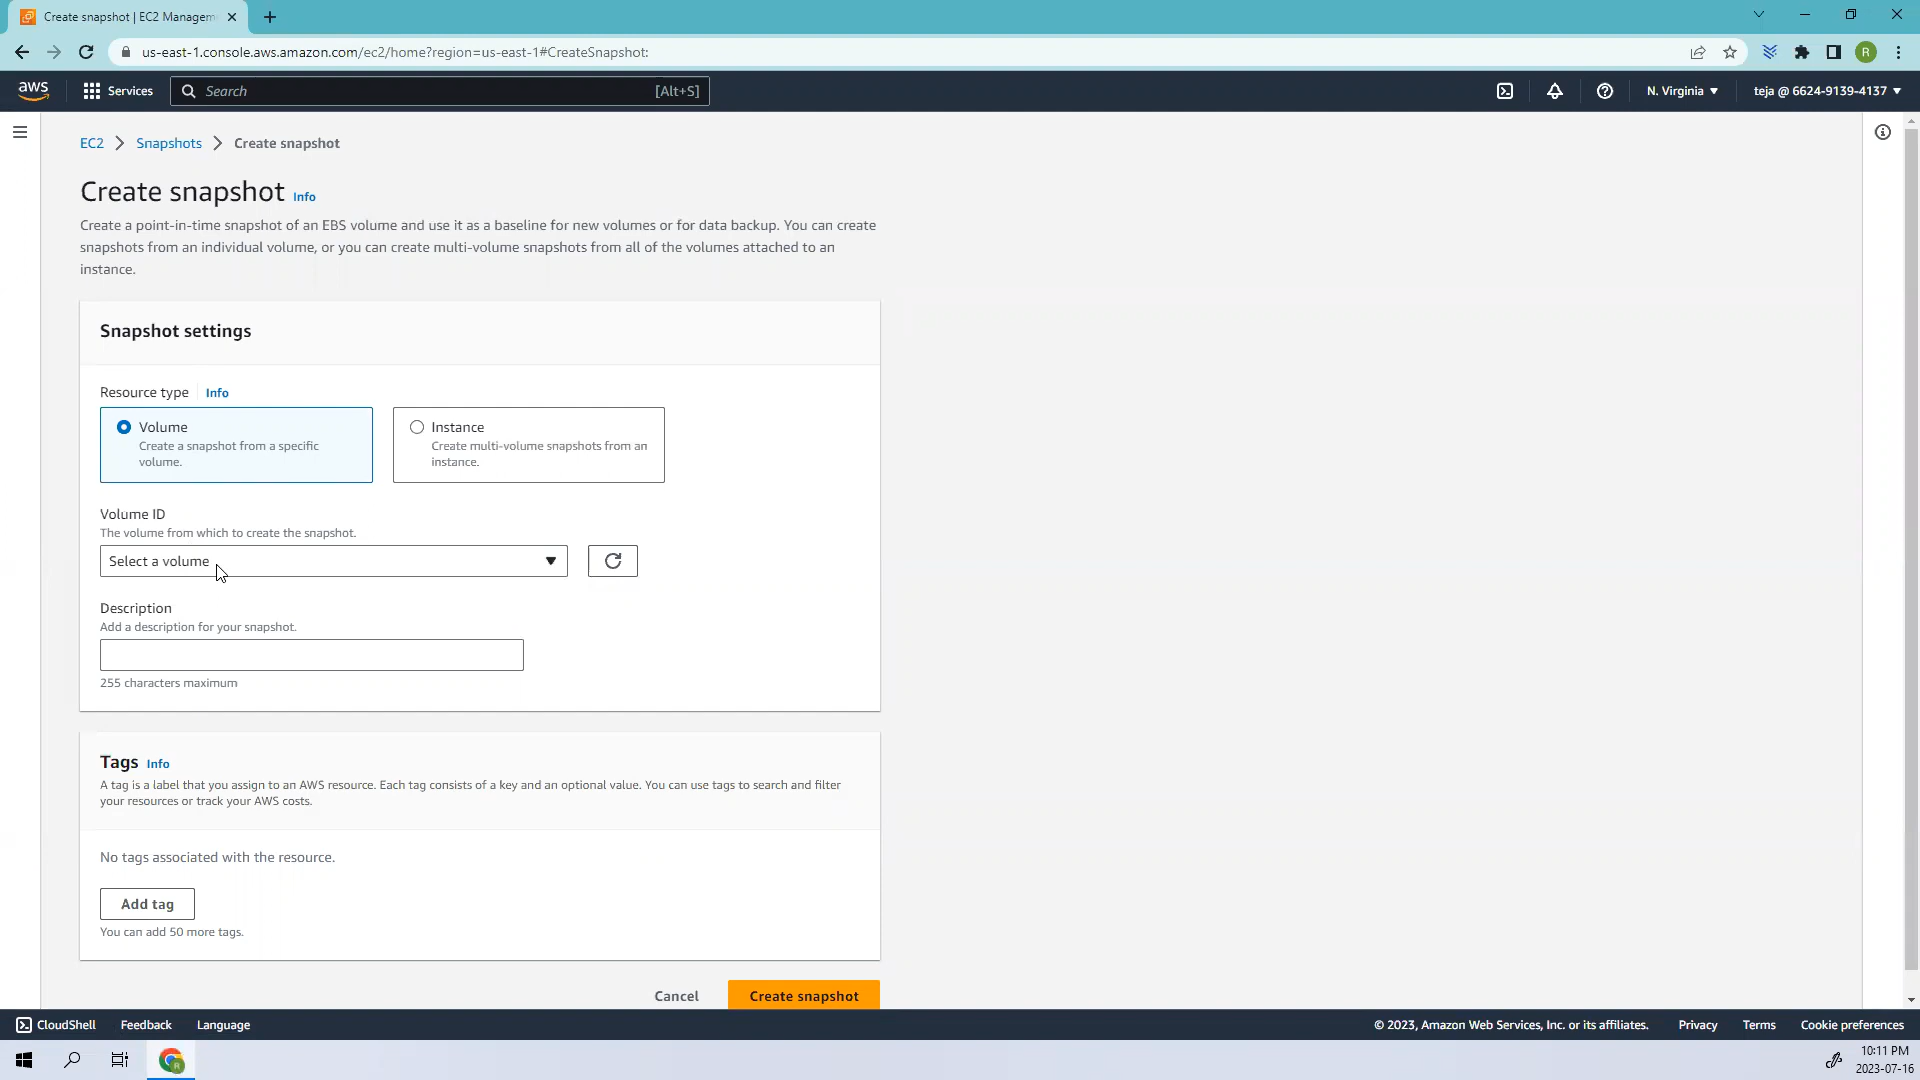 Create snapshot | EC2 Managem
us-east-1.console.aws.amazon.com/ec2/home?region=us-east-1#CreateSnapshot:
R
aws
Services
Search
[Alt+S]
N. Virginia
teja @ 6624-9139-4137
EC2 > Snapshots > Create snapshot
Create snapshot Info
Create a point-in-time snapshot of an EBS volume and use it as a baseline for new volumes or for data backup. You can create
snapshots from an individual volume, or you can create multi-volume snapshots from all of the volumes attached to an
instance.
Snapshot settings
Resource type Info
Volume
Create a snapshot from a specific
volume.
Instance
Create multi-volume snapshots from an
instance.
Volume ID
The volume from which to create the snapshot.
Select a volume
Description
Add a description for your snapshot.
255 characters maximum
Tags Info
A tag is a label that you assign to an AWS resource. Each tag consists of a key and an optional value. You can use tags to search and filter
your resources or track your AWS costs.
No tags associated with the resource.
Add tag
You can add 50 more tags.
Cancel
Create snapshot
CloudShell
Feedback
Language
© 2023, Amazon Web Services, Inc. or its affiliates.
Privacy
Terms
Cookie preferences
R
10:11 PM
2023-07-16